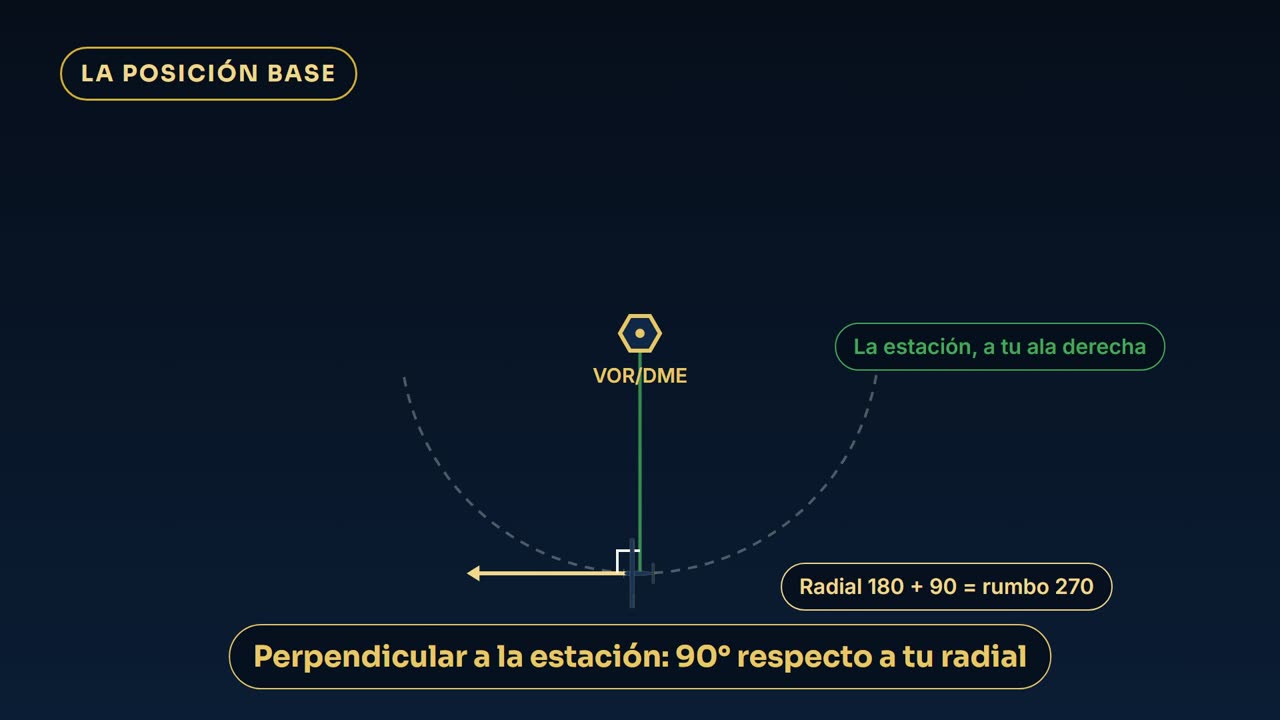 LA POSICIÓN BASE
La estación, a tu ala derecha
VOR/DME
Radial 180 + 90 = rumbo 270
Perpendicular a la estación: 90° respecto a tu radial